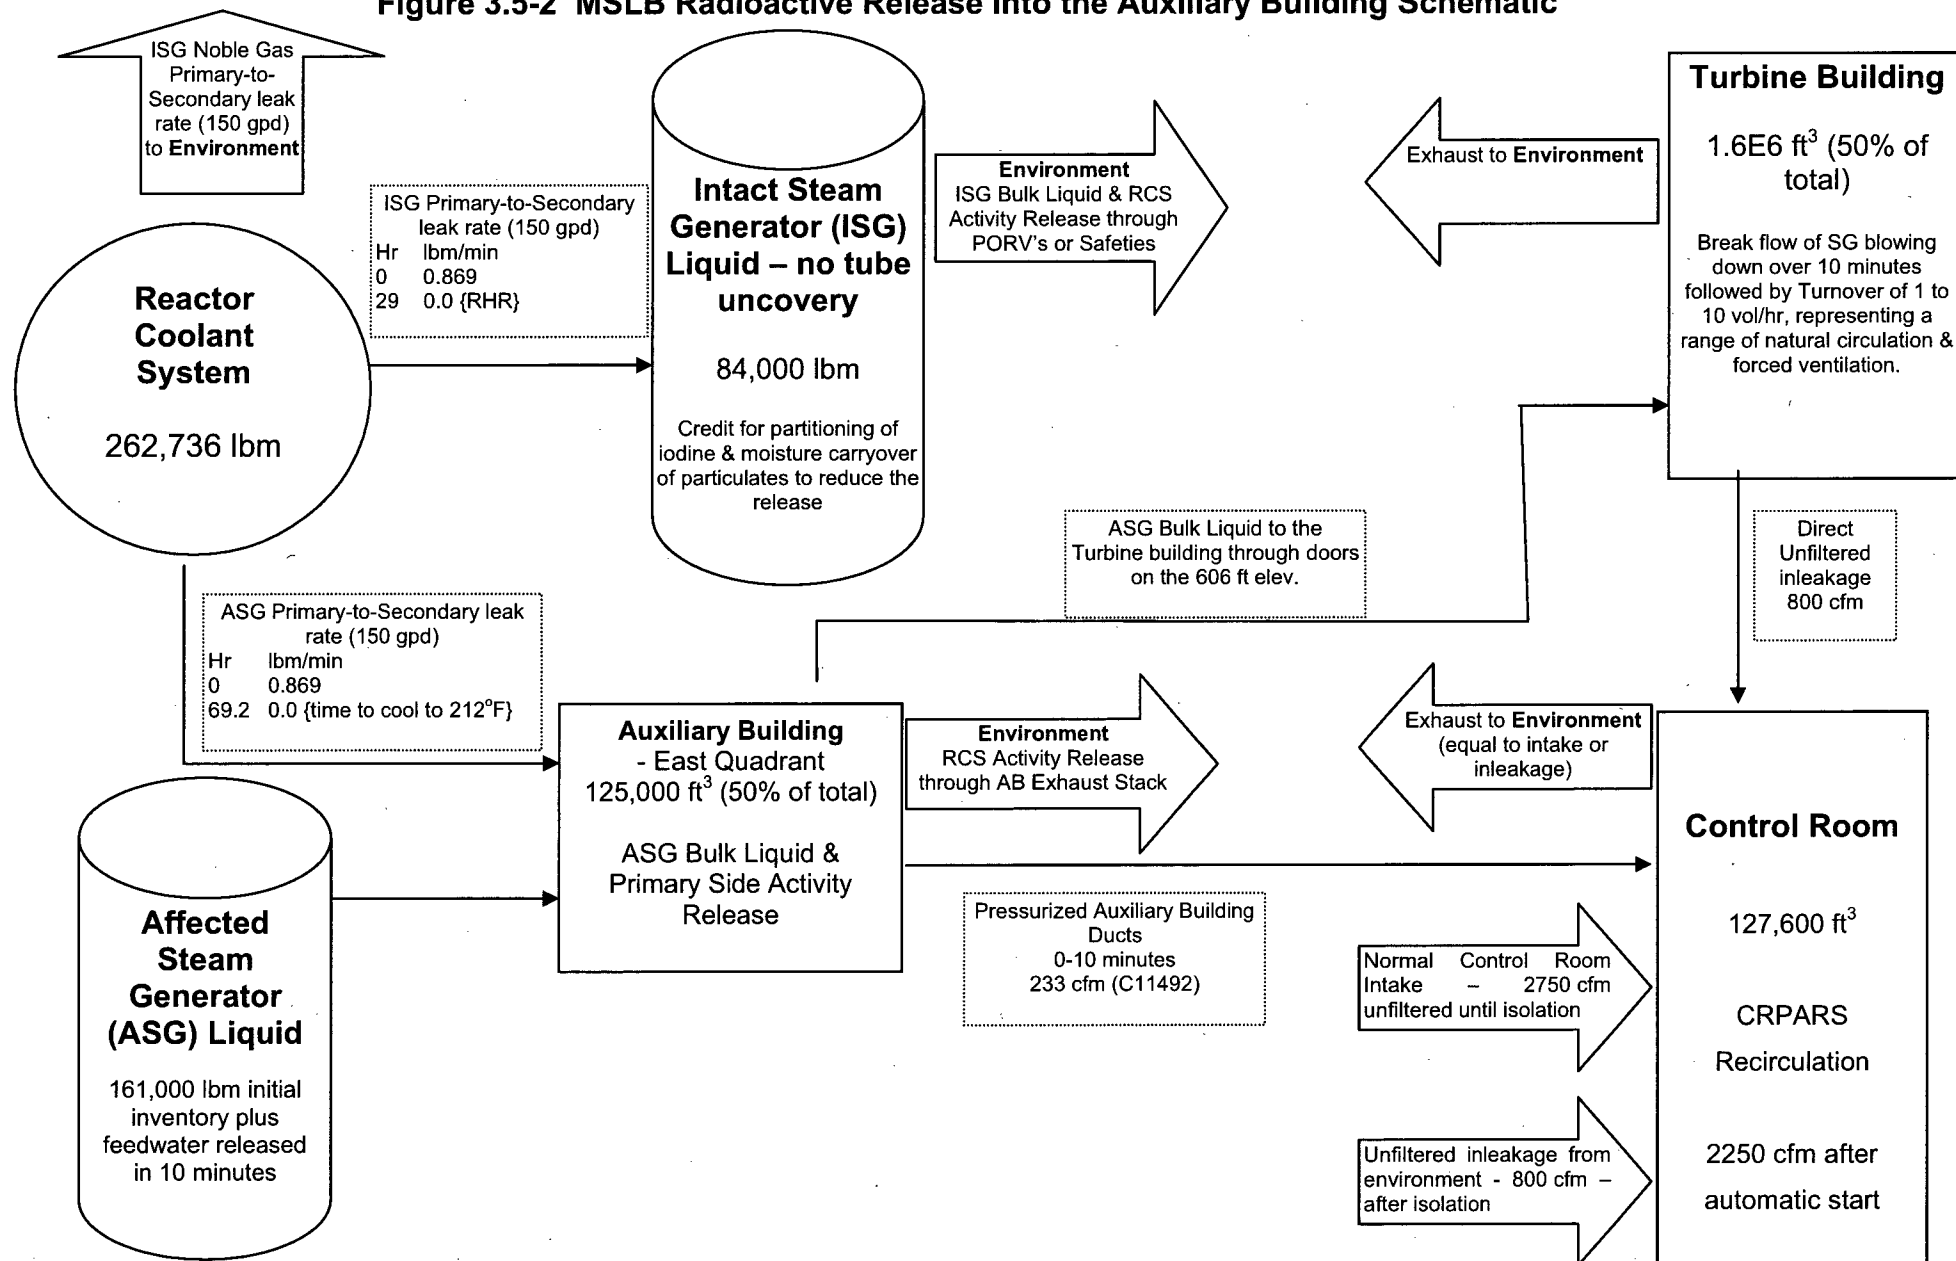 Figure 3.5-2 MSLB Radioactive Release into the Auxiliary Building Schematic
ISG Noble Gas
Primary-to-
Secondary leak
rate (150 gpd)
to Environment
Reactor
Coolant
System
262,736 lbm
ISG Primary-to-Secondary
leak rate (150 gpd)
Hr lbm/min
0 0.869
29 0.0 {RHR}
Intact Steam
Generator (ISG)
Liquid – no tube
uncovery
84,000 lbm
Credit for partitioning of
iodine & moisture carryover
of particulates to reduce the
release
Environment
ISG Bulk Liquid & RCS
Activity Release through
PORV's or Safeties
Exhaust to Environment
Turbine Building
1.6E6 ft³ (50% of
total)
Break flow of SG blowing
down over 10 minutes
followed by Turnover of 1 to
10 vol/hr, representing a
range of natural circulation &
forced ventilation.
ASG Bulk Liquid to the
Turbine building through doors
on the 606 ft elev.
Direct
Unfiltered
inleakage
800 cfm
ASG Primary-to-Secondary leak
rate (150 gpd)
Hr lbm/min
0 0.869
69.2 0.0 {time to cool to 212°F}
Auxiliary Building
- East Quadrant
125,000 ft³ (50% of total)
ASG Bulk Liquid &
Primary Side Activity
Release
Environment
RCS Activity Release
through AB Exhaust Stack
Exhaust to Environment
(equal to intake or
inleakage)
Affected
Steam
Generator
(ASG) Liquid
161,000 lbm initial
inventory plus
feedwater released
in 10 minutes
Pressurized Auxiliary Building
Ducts
0-10 minutes
233 cfm (C11492)
Normal Control Room
Intake – 2750 cfm
unfiltered until isolation
Unfiltered inleakage from
environment - 800 cfm –
after isolation
Control Room
127,600 ft³
CRPARS
Recirculation
2250 cfm after
automatic start